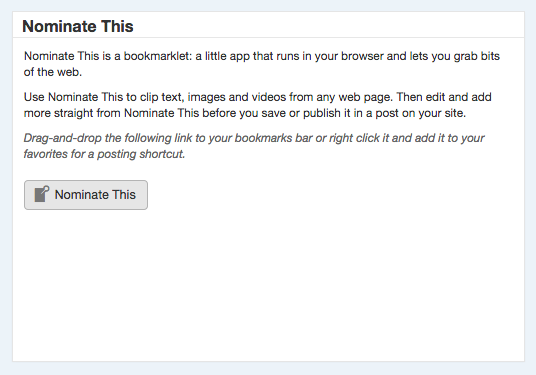 Nominate This
Nominate This is a bookmarklet: a little app that runs in your browser and lets you grab bits
of the web.
Use Nominate This to clip text, images and videos from any web page. Then edit and add
more straight from Nominate This before you save or publish it in a post on your site.
Drag-and-drop the following link to your bookmarks bar or right click it and add it to your
favorites for a posting shortcut.
Nominate This